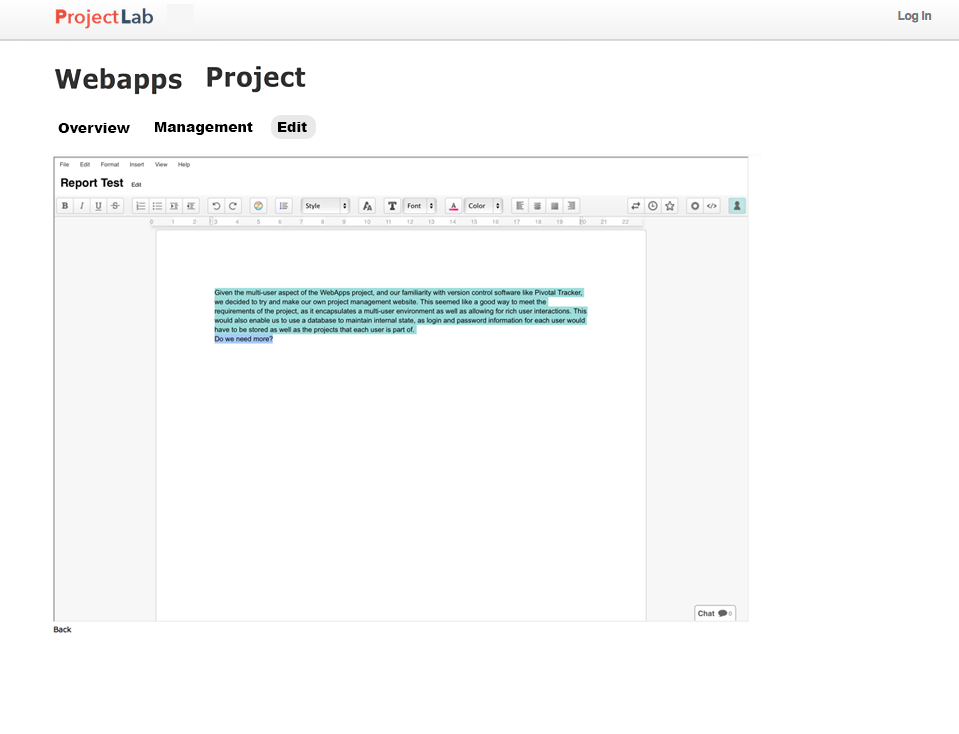 ProjectLab
Log In
Webapps Project
Overview Management Edit
File Edit Format Insert View Help
Report Test Edit
B I U S Style Font Color
0 1 2 3 4 5 6 7 8 9 10 11 12 13 14 15 16 17 18 19 20 21 22
Given the multi-user aspect of the WebApps project, and our familiarity with version control software like Pivotal Tracker,
we decided to try and make our own project management website. This seemed like a good way to meet the
requirements of the project, as it encapsulates a multi-user environment as well as allowing for rich user interactions. This
would also enable us to use a database to maintain internal state, as login and password information for each user would
have to be stored as well as the projects that each user is part of.
Do we need more?
Chat 0
Back